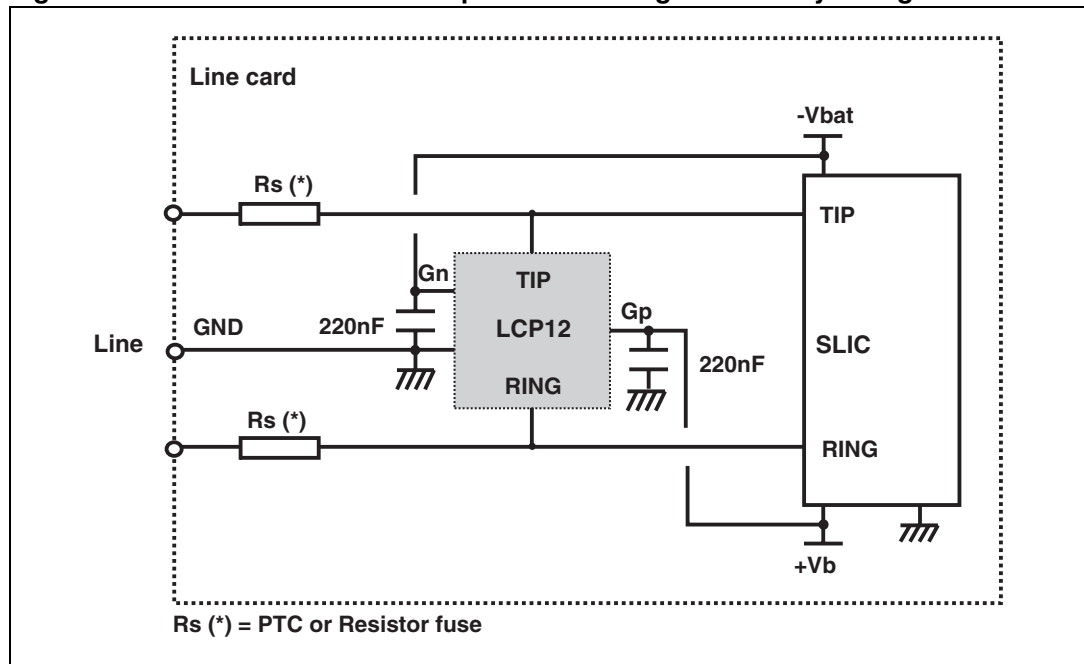 Line card
-Vbat
Rs (*)
TIP
Gn
TIP
Gp
Line
GND
220nF
LCP12
SLIC
220nF
RING
Rs (*)
RING
+Vb
Rs (*) = PTC or Resistor fuse